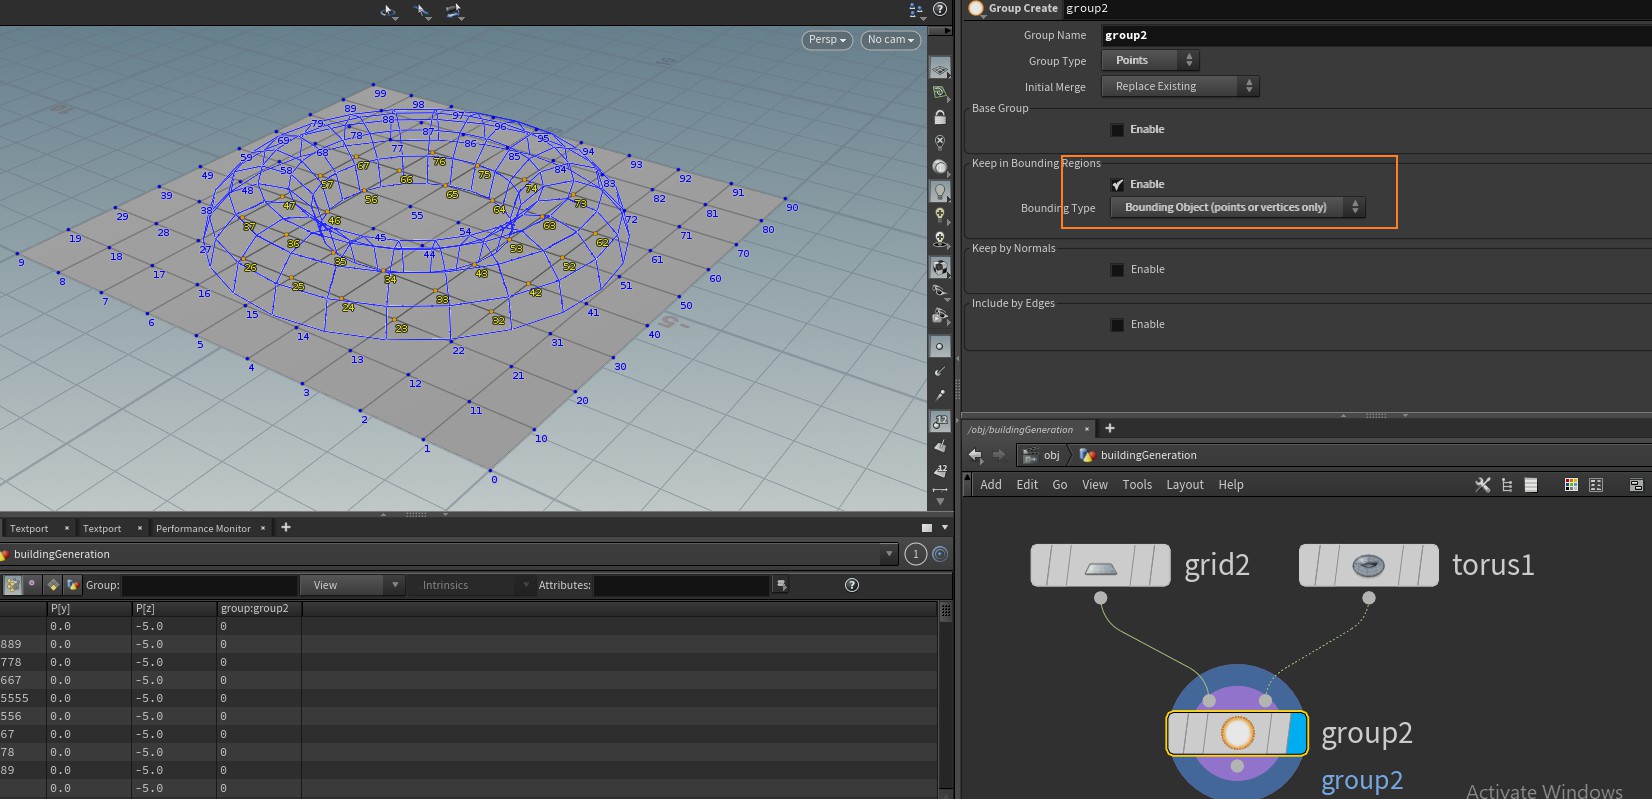 Group Create group2
Persp No cam
Group Name group2
Group Type Points
Initial Merge Replace Existing
Base Group
Enable
Keep in Bounding Regions
Enable
Bounding Type Bounding Object (points or vertices only)
Keep by Normals
Enable
Include by Edges
Enable
99
89 98
79 88 97
69 78 87 96
59 68 77 86 95
49 58 67 76 85 94
39 48 57 66 75 84 93
29 38 47 56 65 74 83 92
19 28 37 46 55 64 73 82 91
9 18 27 36 45 54 63 72 81 90
8 17 26 35 44 53 62 71 80
7 16 25 34 43 52 61 70
6 15 24 33 42 51 60
5 14 23 32 41 50
4 13 22 31 40
3 12 21 30
2 11 20
1 10
0
-5
12
12
/obj/buildingGeneration × +
obj buildingGeneration
Add Edit Go View Tools Layout Help
Textport × Textport × Performance Monitor × +
buildingGeneration 1
Group: View Intrinsics Attributes:
P[y] P[z] group:group2
0.0 -5.0 0
889 0.0 -5.0 0
778 0.0 -5.0 0
667 0.0 -5.0 0
5555 0.0 -5.0 0
556 0.0 -5.0 0
67 0.0 -5.0 0
78 0.0 -5.0 0
89 0.0 -5.0 0
0.0 -5.0 0
grid2 torus1
group2
group2
Activate Windows